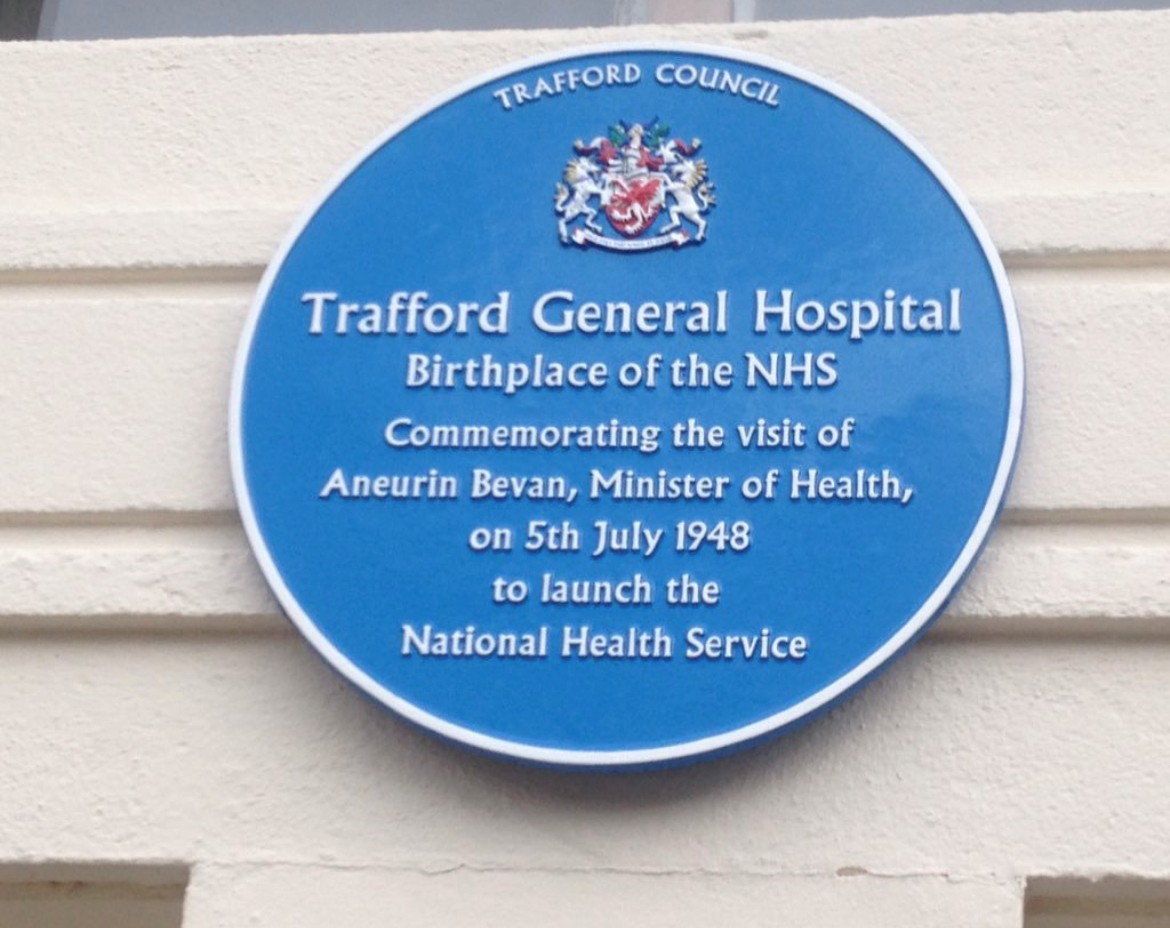 TRAFFORD COUNCIL
Trafford General Hospital
Birthplace of the NHS
Commemorating the visit of
Aneurin Bevan, Minister of Health,
on 5th July 1948
to launch the
National Health Service